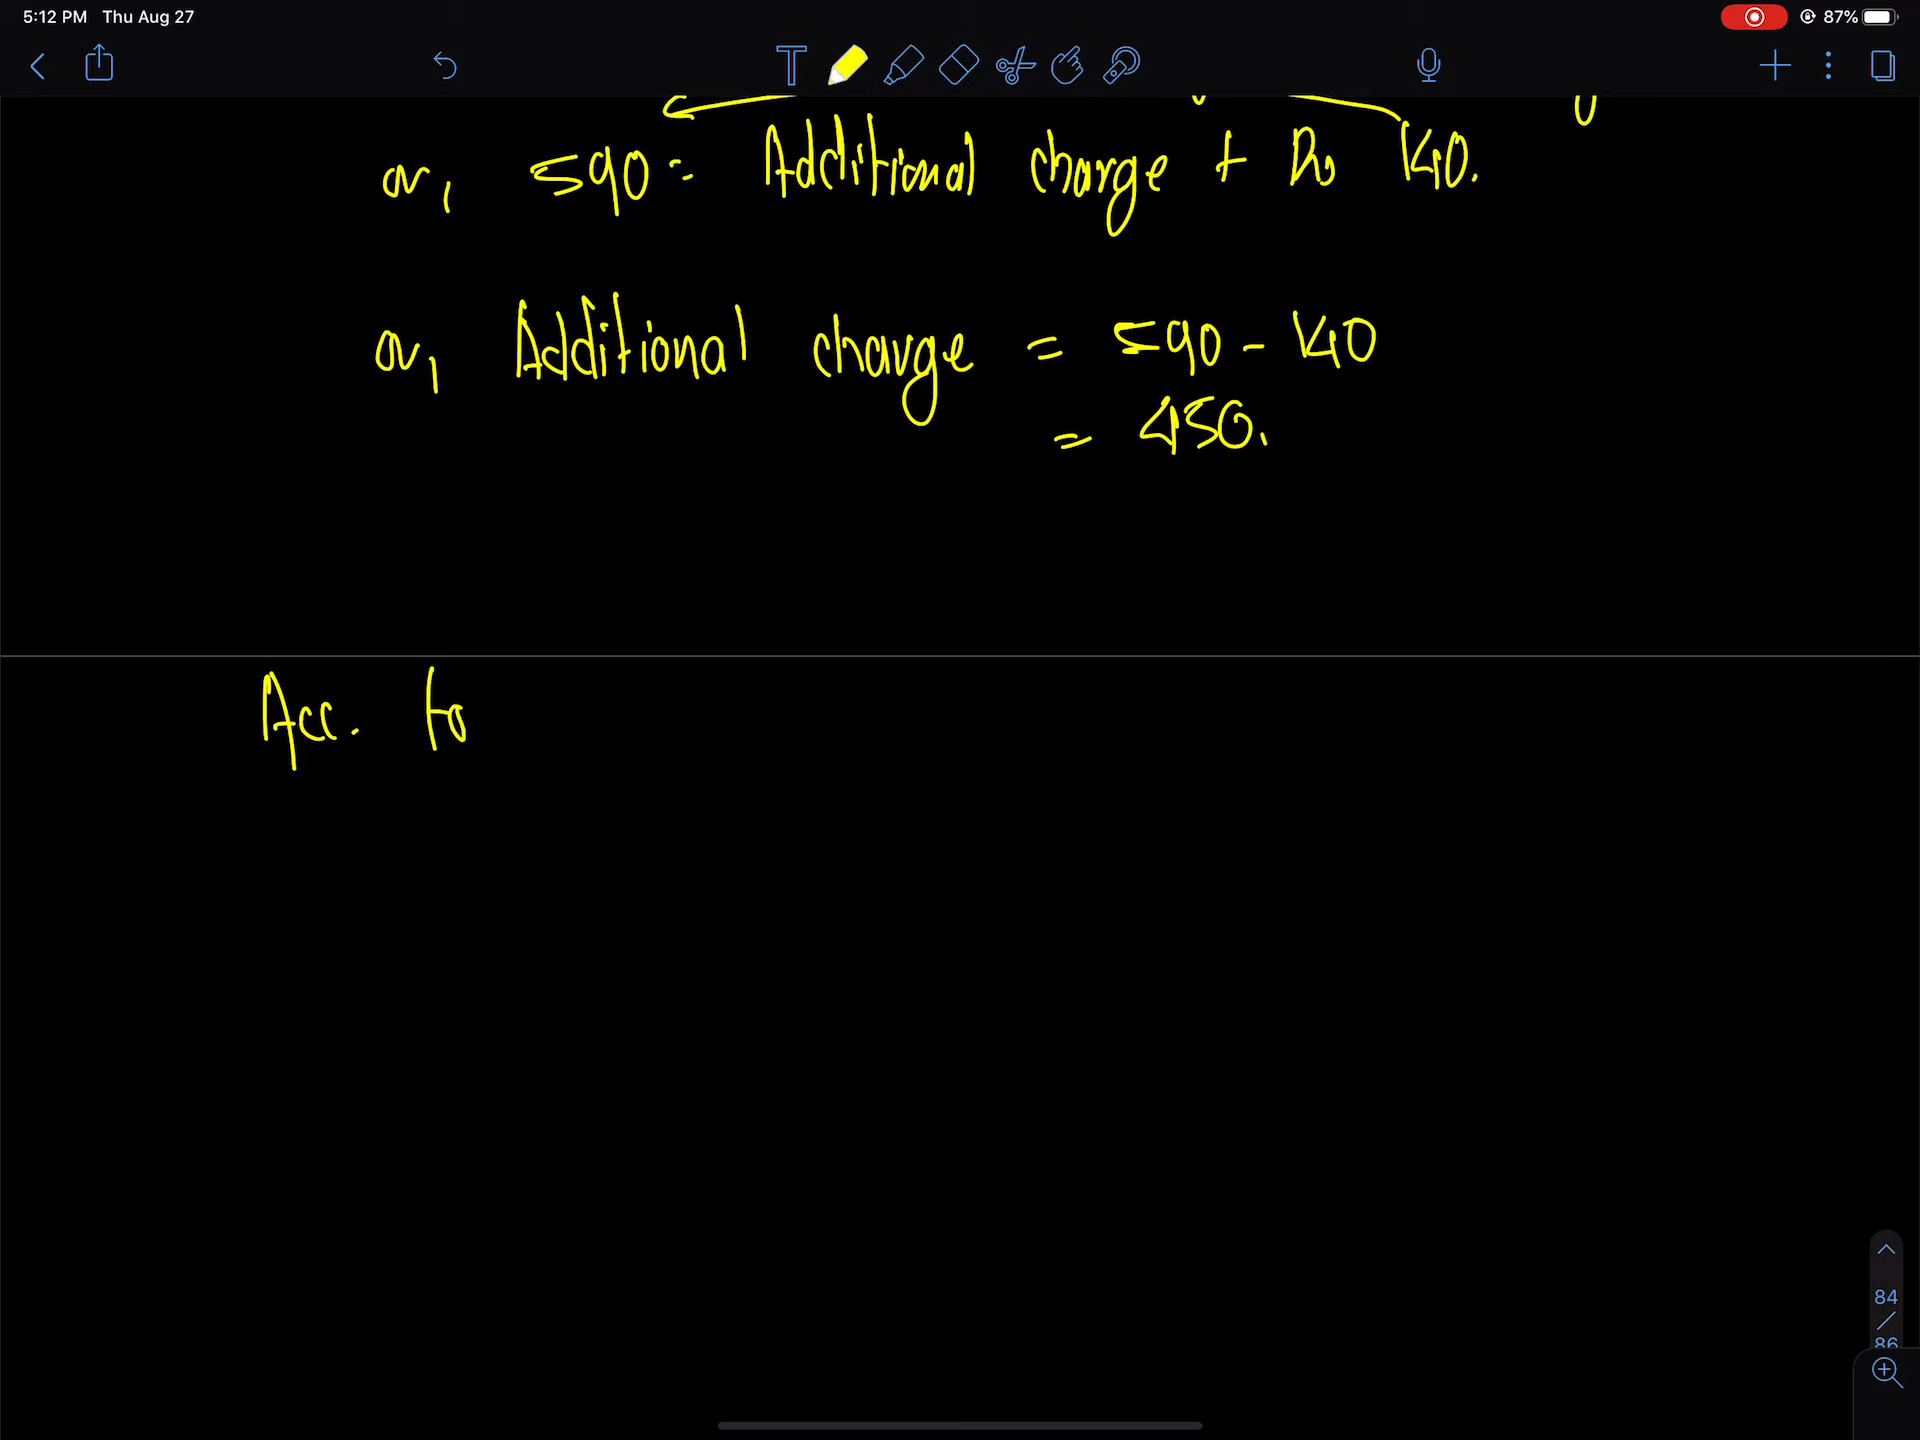 5:12 PM Thu Aug 27
87%
T
or, 590 = Additional charge + Rs 140.
or, Additional charge = 590 - 140
= 450.
Acc. to
84
/
86